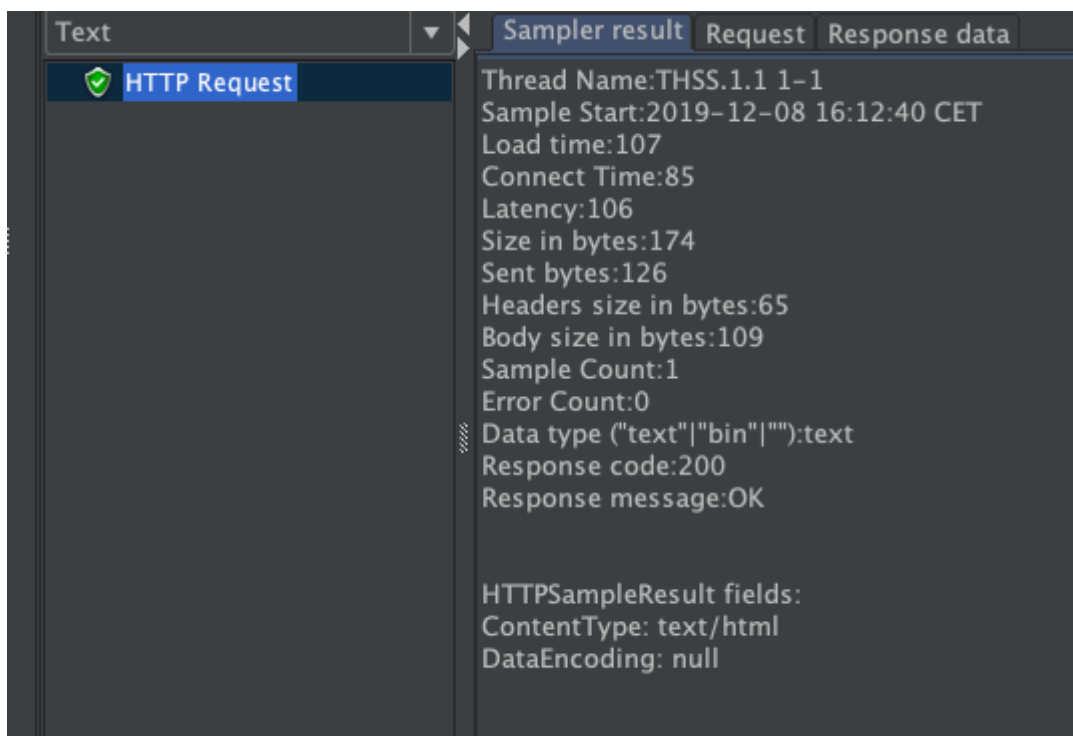 Text
HTTP Request
Sampler result Request Response data
Thread Name:THSS.1.1 1-1
Sample Start:2019-12-08 16:12:40 CET
Load time:107
Connect Time:85
Latency:106
Size in bytes:174
Sent bytes:126
Headers size in bytes:65
Body size in bytes:109
Sample Count:1
Error Count:0
Data type ("text"|"bin"|""):text
Response code:200
Response message:OK
HTTPSampleResult fields:
ContentType: text/html
DataEncoding: null